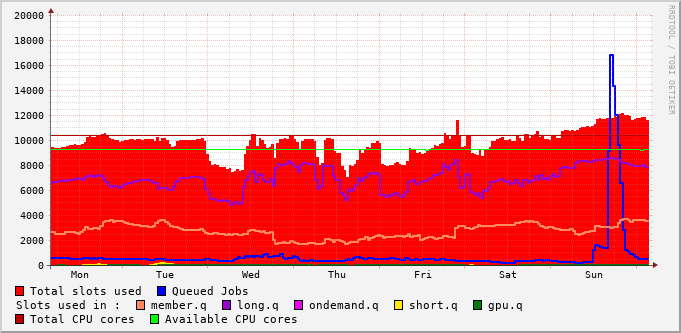 20000
18000
16000
14000
12000
10000
8000
6000
4000
2000
0
Mon Tue Wed Thu Fri Sat Sun
RRDTOOL / TOBI OETIKER
Total slots used Queued Jobs
Slots used in : member.q long.q ondemand.q short.q gpu.q
Total CPU cores Available CPU cores